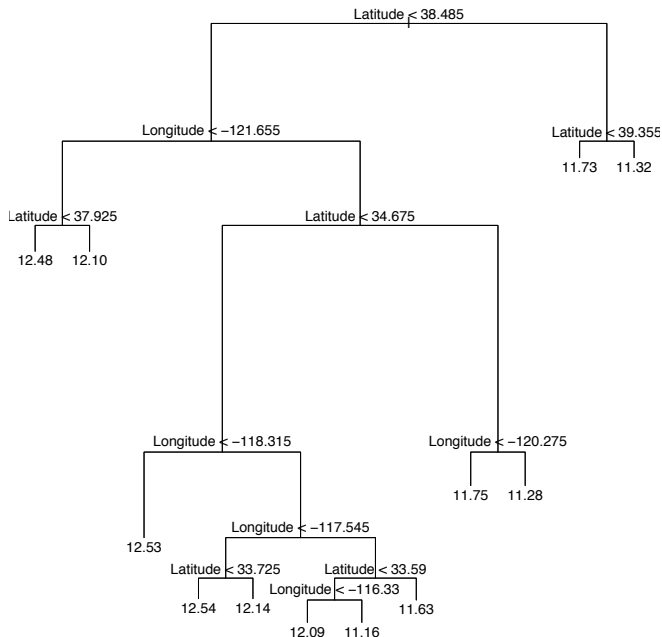 Latitude < 38.485
Longitude < −121.655
Latitude < 39.355
11.73 11.32
Latitude < 37.925
Latitude < 34.675
12.48 12.10
Longitude < −118.315
Longitude < −120.275
11.75 11.28
12.53
Longitude < −117.545
Latitude < 33.725
Latitude < 33.59
12.54 12.14
Longitude < −116.33
11.63
12.09 11.16